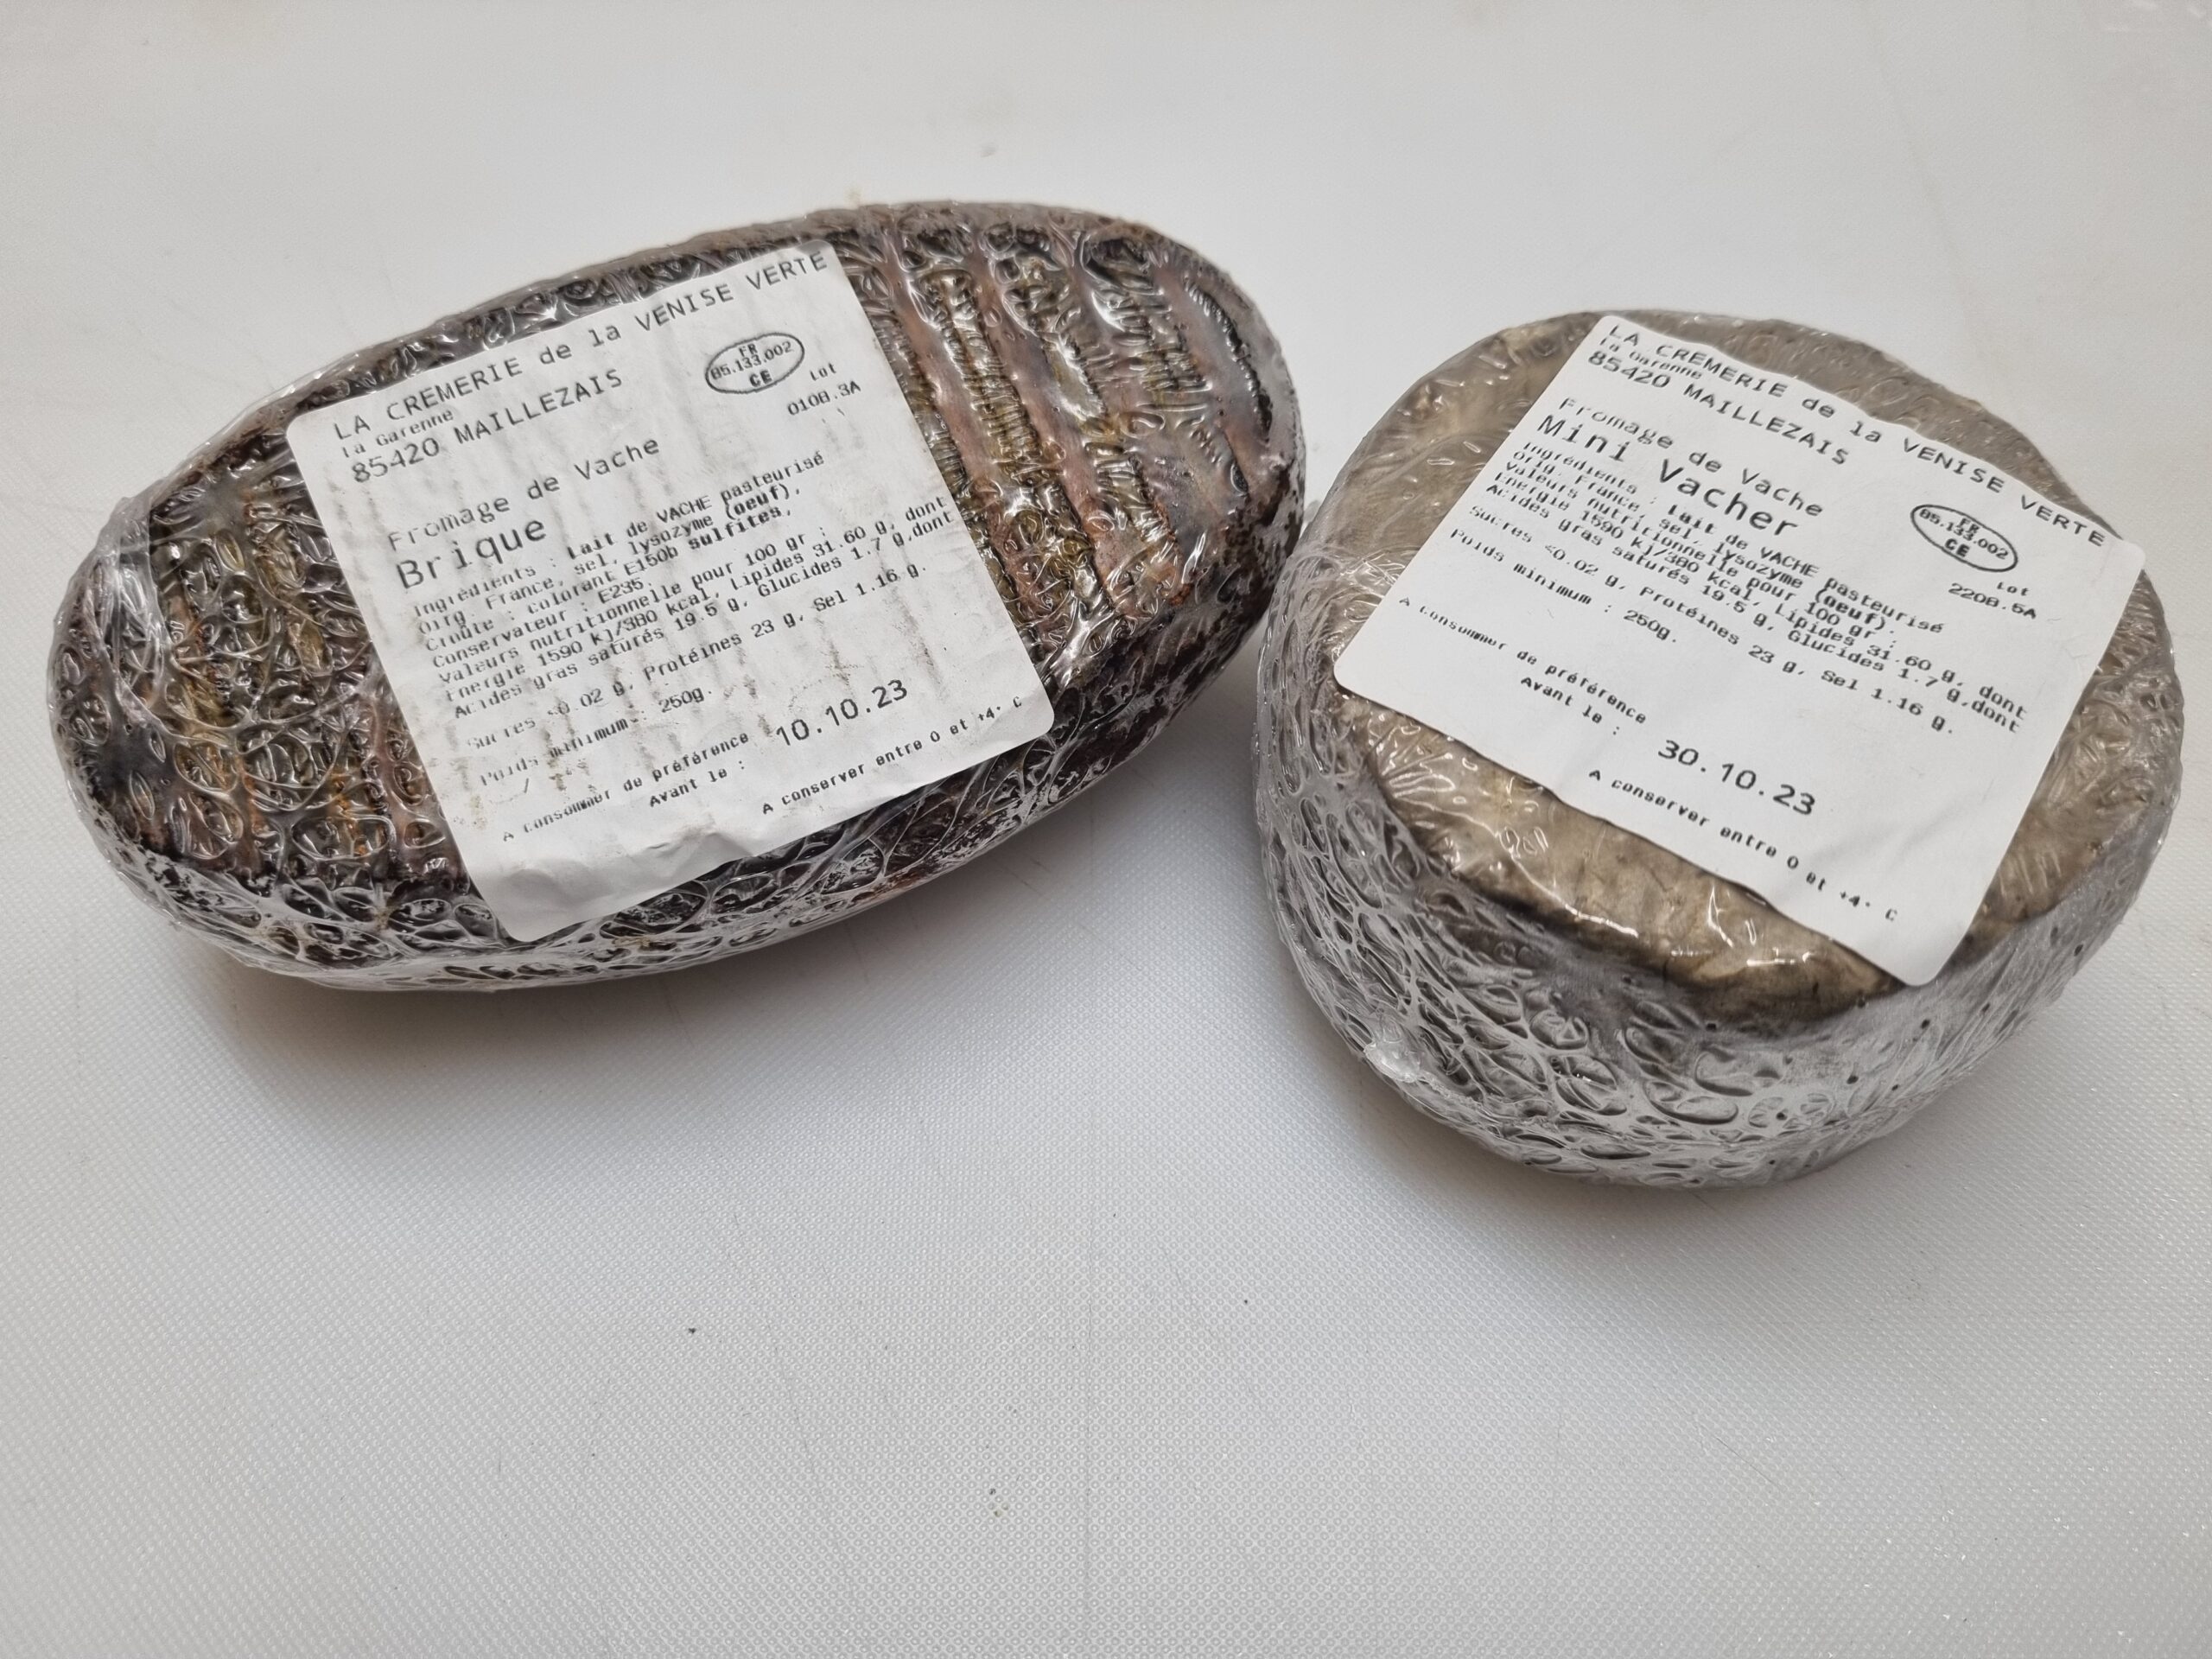 LA CREMERIE de la VENISE VERTE
la Garenne
85420 MAILLEZAIS
FR
85.133.002
CE
Lot
0108.3A
Fromage de Vache
Brique
Ingrédients : Lait de VACHE pasteurisé
Oirg. France, sel, lysozyme (oeuf),
Croûte : colorant E150b sulfites,
Conservateur : E235.
Valeurs nutritionnelle pour 100 gr :
Energie 1590 kj/380 kcal, Lipides 31.60 g, dont
Acides gras saturés 19.5 g, Glucides 1.7 g,dont
Sucres <0.02 g, Protéines 23 g, Sel 1.16 g.
Poids minimum : 250g.
A consommer de préférence
Avant le :
10.10.23
A conserver entre 0 et +4° C
LA CREMERIE de la VENISE VERTE
la Garenne
85420 MAILLEZAIS
FR
85.133.002
CE
Lot
2208.5A
Fromage de Vache
Mini Vacher
Ingrédients : Lait de VACHE pasteurisé
Orig. France, sel, lysozyme (oeuf).
Valeurs nutritionnelle pour 100 gr :
Energie 1590 kj/380 kcal, Lipides 31.60 g, dont
Acides gras saturés 19.5 g, Glucides 1.7 g,dont
Sucres <0.02 g, Protéines 23 g, Sel 1.16 g.
Poids minimum : 250g.
A consommer de préférence
Avant le :
30.10.23
A conserver entre 0 et +4° C